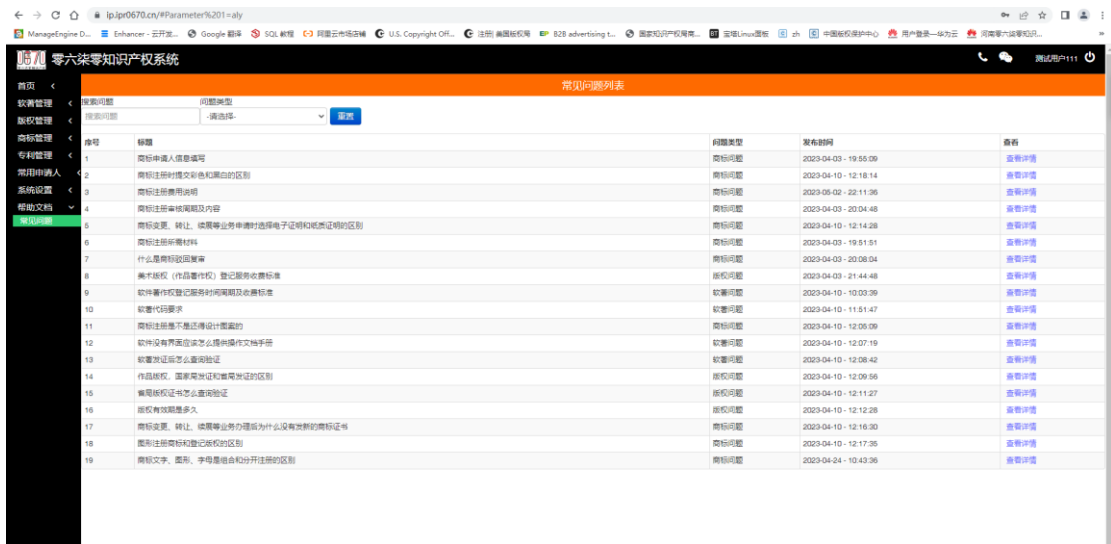 ip.ipr0670.cn/#Parameter%201=aly
ManageEngine D... Enhancer - 云开发... Google 翻译 SQL 教程 阿里云市场店铺 U.S. Copyright Off... 注册| 美国版权局 B2B advertising t... 国家知识产权局商... 宝塔Linux面板 zh 中国版权保护中心 用户登录—华为云 河南零六柒零知识... »
0670 零六柒零知识产权系统 测试用户111
首页
软著管理
版权管理
商标管理
专利管理
常用申请人
系统设置
帮助文档
常见问题
常见问题列表
搜索问题 问题类型
搜索问题 -请选择- 重置
序号 标题 问题类型 发布时间 查看
1 商标申请人信息填写 商标问题 2023-04-03 - 19:55:09 查看详情
2 商标注册时提交彩色和黑白的区别 商标问题 2023-04-10 - 12:18:14 查看详情
3 商标注册费用说明 商标问题 2023-05-02 - 22:11:36 查看详情
4 商标注册审核周期及内容 商标问题 2023-04-03 - 20:04:48 查看详情
5 商标变更、转让、续展等业务申请时选择电子证明和纸质证明的区别 商标问题 2023-04-10 - 12:14:28 查看详情
6 商标注册所需材料 商标问题 2023-04-03 - 19:51:51 查看详情
7 什么是商标驳回复审 商标问题 2023-04-03 - 20:08:04 查看详情
8 美术版权（作品著作权）登记服务收费标准 版权问题 2023-04-03 - 21:44:48 查看详情
9 软件著作权登记服务时间周期及收费标准 软著问题 2023-04-10 - 10:03:39 查看详情
10 软著代码要求 软著问题 2023-04-10 - 11:51:47 查看详情
11 商标注册是不是还得设计图案的 商标问题 2023-04-10 - 12:05:09 查看详情
12 软件没有界面应该怎么提供操作文档手册 软著问题 2023-04-10 - 12:07:19 查看详情
13 软著发证后怎么查询验证 软著问题 2023-04-10 - 12:08:42 查看详情
14 作品版权，国家局发证和省局发证的区别 版权问题 2023-04-10 - 12:09:56 查看详情
15 省局版权证书怎么查询验证 版权问题 2023-04-10 - 12:11:27 查看详情
16 版权有效期是多久 版权问题 2023-04-10 - 12:12:28 查看详情
17 商标变更、转让、续展等业务办理后为什么没有发新的商标证书 商标问题 2023-04-10 - 12:16:30 查看详情
18 图形注册商标和登记版权的区别 商标问题 2023-04-10 - 12:17:35 查看详情
19 商标文字、图形、字母是组合和分开注册的区别 商标问题 2023-04-24 - 10:43:36 查看详情